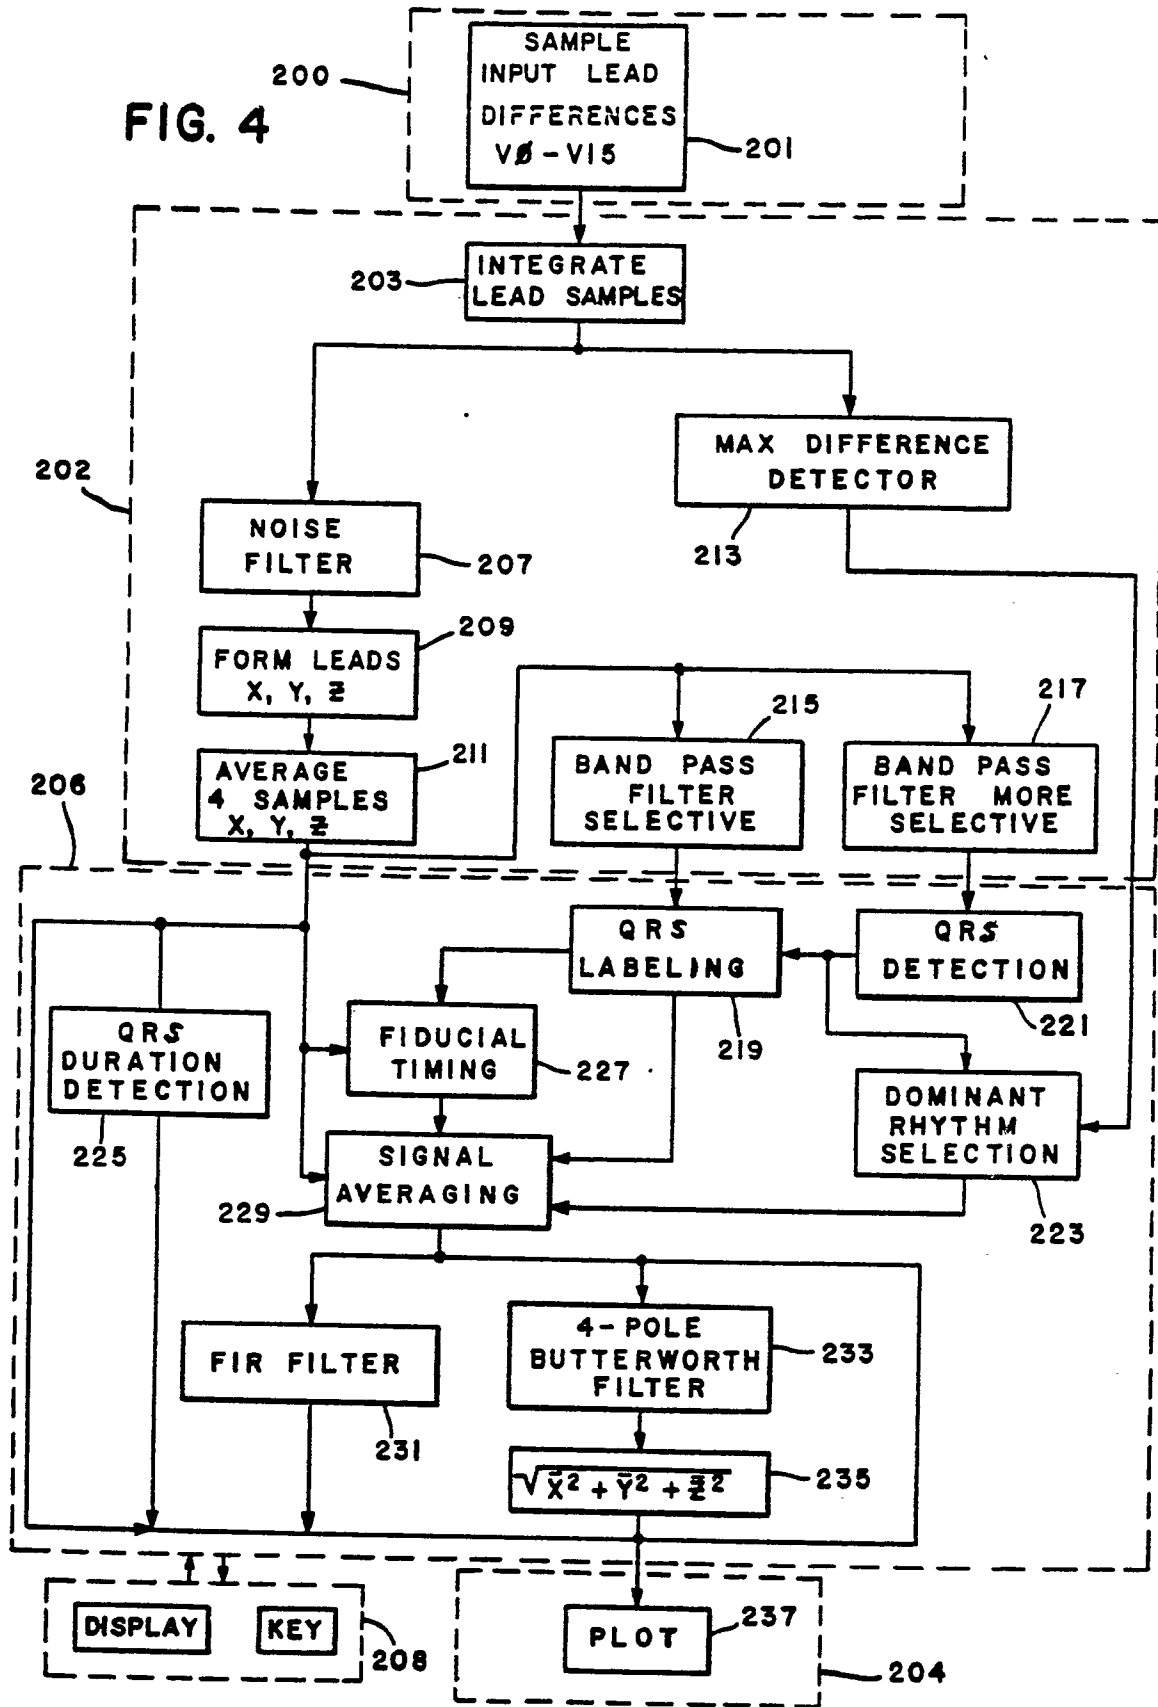 FIG. 4
200
SAMPLE
INPUT LEAD
DIFFERENCES
VØ-V15
201
203
INTEGRATE
LEAD SAMPLES
202
MAX DIFFERENCE
DETECTOR
213
NOISE
FILTER
207
209
FORM LEADS
X, Y, Z
211
AVERAGE
4 SAMPLES
X, Y, Z
215
BAND PASS
FILTER
SELECTIVE
217
BAND PASS
FILTER MORE
SELECTIVE
206
QRS
LABELING
219
QRS
DETECTION
221
QRS
DURATION
DETECTION
225
FIDUCIAL
TIMING
227
DOMINANT
RHYTHM
SELECTION
223
SIGNAL
AVERAGING
229
FIR FILTER
231
4-POLE
BUTTERWORTH
FILTER
233
√X̄² + Ȳ² + Z̄²
235
DISPLAY
KEY
208
PLOT
237
204